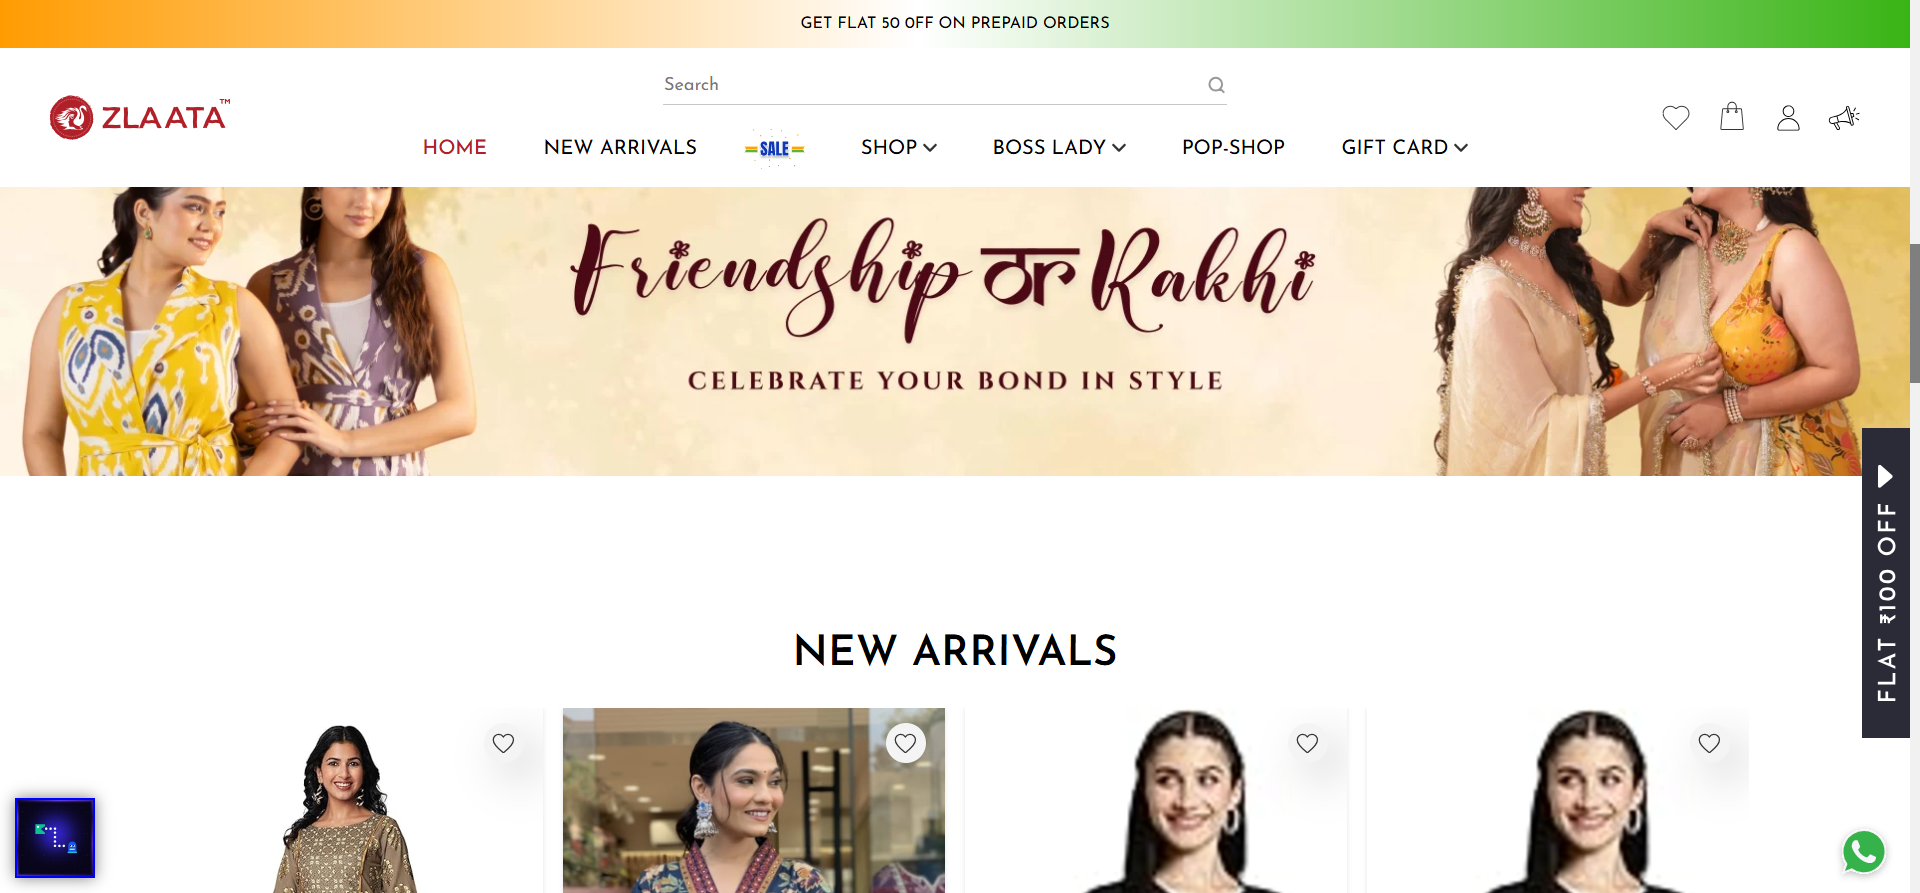 GET FLAT 50 OFF ON PREPAID ORDERS
Search
ZLAATA™
HOME
NEW ARRIVALS
SALE
SHOP
BOSS LADY
POP-SHOP
GIFT CARD
Friendship और Rakhi
CELEBRATE YOUR BOND IN STYLE
FLAT ₹100 OFF
NEW ARRIVALS